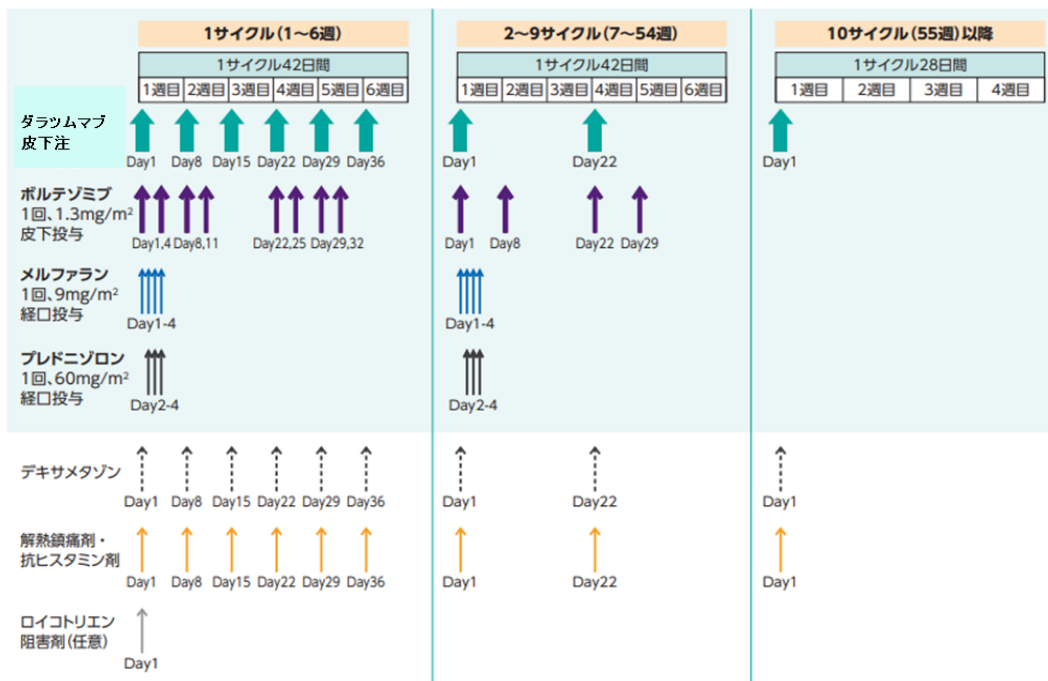 1サイクル(1〜6週)
2〜9サイクル(7〜54週)
10サイクル(55週)以降
1サイクル42日間
1サイクル42日間
1サイクル28日間
1週目 2週目 3週目 4週目 5週目 6週目
1週目 2週目 3週目 4週目 5週目 6週目
1週目 2週目 3週目 4週目
ダラツムマブ
皮下注
Day1 Day8 Day15 Day22 Day29 Day36
Day1 Day22
Day1
ボルテゾミブ
1回、1.3mg/m²
皮下投与
Day1,4 Day8,11 Day22,25 Day29,32
Day1 Day8 Day22 Day29
メルファラン
1回、9mg/m²
経口投与
Day1-4
Day1-4
プレドニゾロン
1回、60mg/m²
経口投与
Day2-4
Day2-4
デキサメタゾン
Day1 Day8 Day15 Day22 Day29 Day36
Day1 Day22
Day1
解熱鎮痛剤・
抗ヒスタミン剤
Day1 Day8 Day15 Day22 Day29 Day36
Day1 Day22
Day1
ロイコトリエン
阻害剤(任意)
Day1